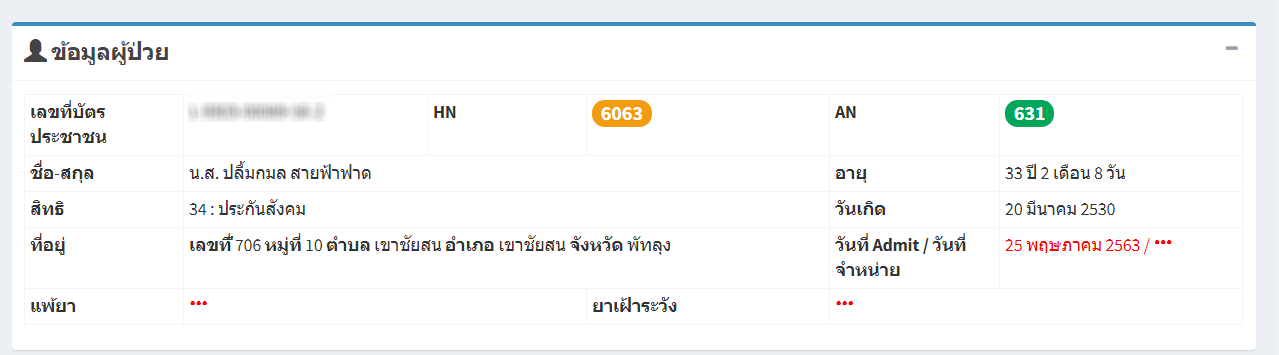 ข้อมูลผู้ป่วย
เลขที่บัตร
ประชาชน
HN
6063
AN
631
ชื่อ-สกุล
น.ส. ปลื้มกมล สายฟ้าฟาด
อายุ
33 ปี 2 เดือน 8 วัน
สิทธิ
34 : ประกันสังคม
วันเกิด
20 มีนาคม 2530
ที่อยู่
เลขที่ 706 หมู่ที่ 10 ตำบล เขาชัยสน อำเภอ เขาชัยสน จังหวัด พัทลุง
วันที่ Admit / วันที่
จำหน่าย
25 พฤษภาคม 2563 / •••
แพ้ยา
•••
ยาเฝ้าระวัง
•••